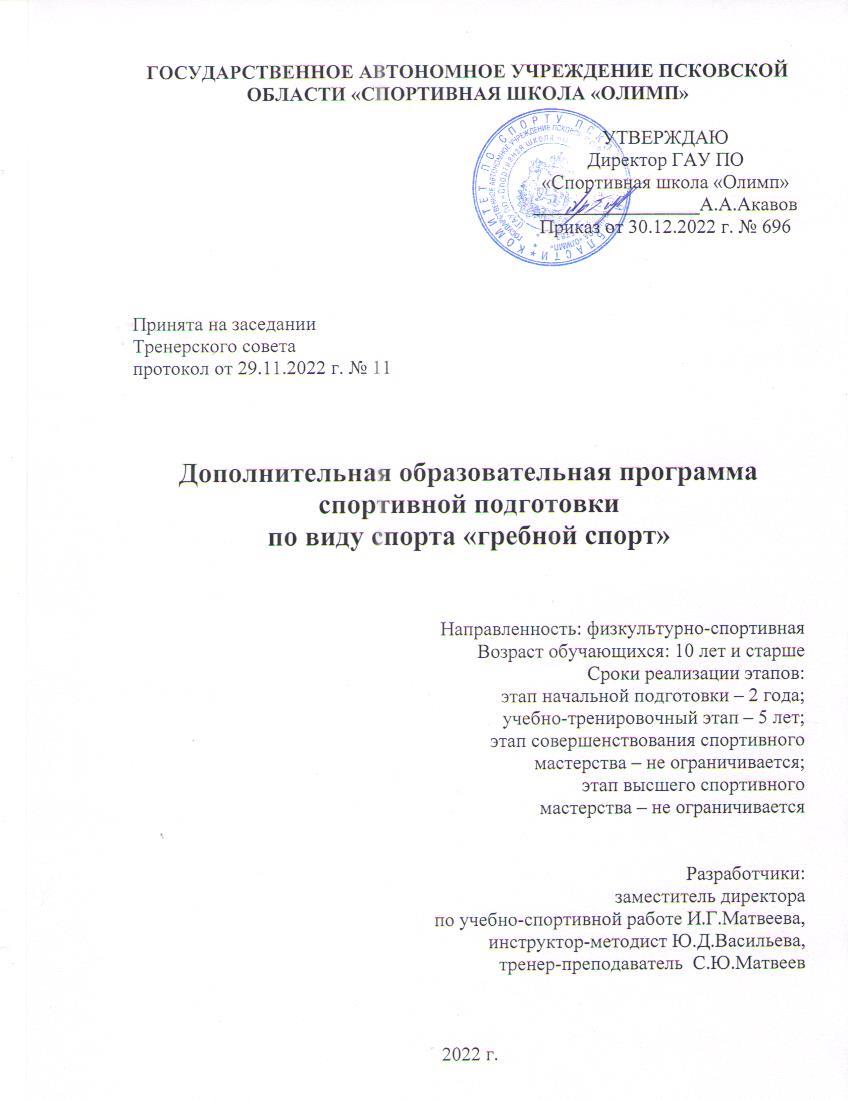 ГОСУДАРСТВЕННОЕ АВТОНОМНОЕ УЧРЕЖДЕНИЕ ПСКОВСКОЙ
ОБЛАСТИ «СПОРТИВНАЯ ШКОЛА «ОЛИМП»
УТВЕРЖДАЮ
Директор ГАУ ПО
«Спортивная школа «Олимп»
А.А.Акавов
Приказ от 30.12.2022 г. № 696
Принята на заседании
Тренерского совета
протокол от 29.11.2022 г. № 11
Дополнительная образовательная программа
спортивной подготовки
по виду спорта «гребной спорт»
Направленность: физкультурно-спортивная
Возраст обучающихся: 10 лет и старше
Сроки реализации этапов:
этап начальной подготовки – 2 года;
учебно-тренировочный этап – 5 лет;
этап совершенствования спортивного
мастерства – не ограничивается;
этап высшего спортивного
мастерства – не ограничивается
Разработчики:
заместитель директора
по учебно-спортивной работе И.Г.Матвеева,
инструктор-методист Ю.Д.Васильева,
тренер-преподаватель С.Ю.Матвеев
2022 г.